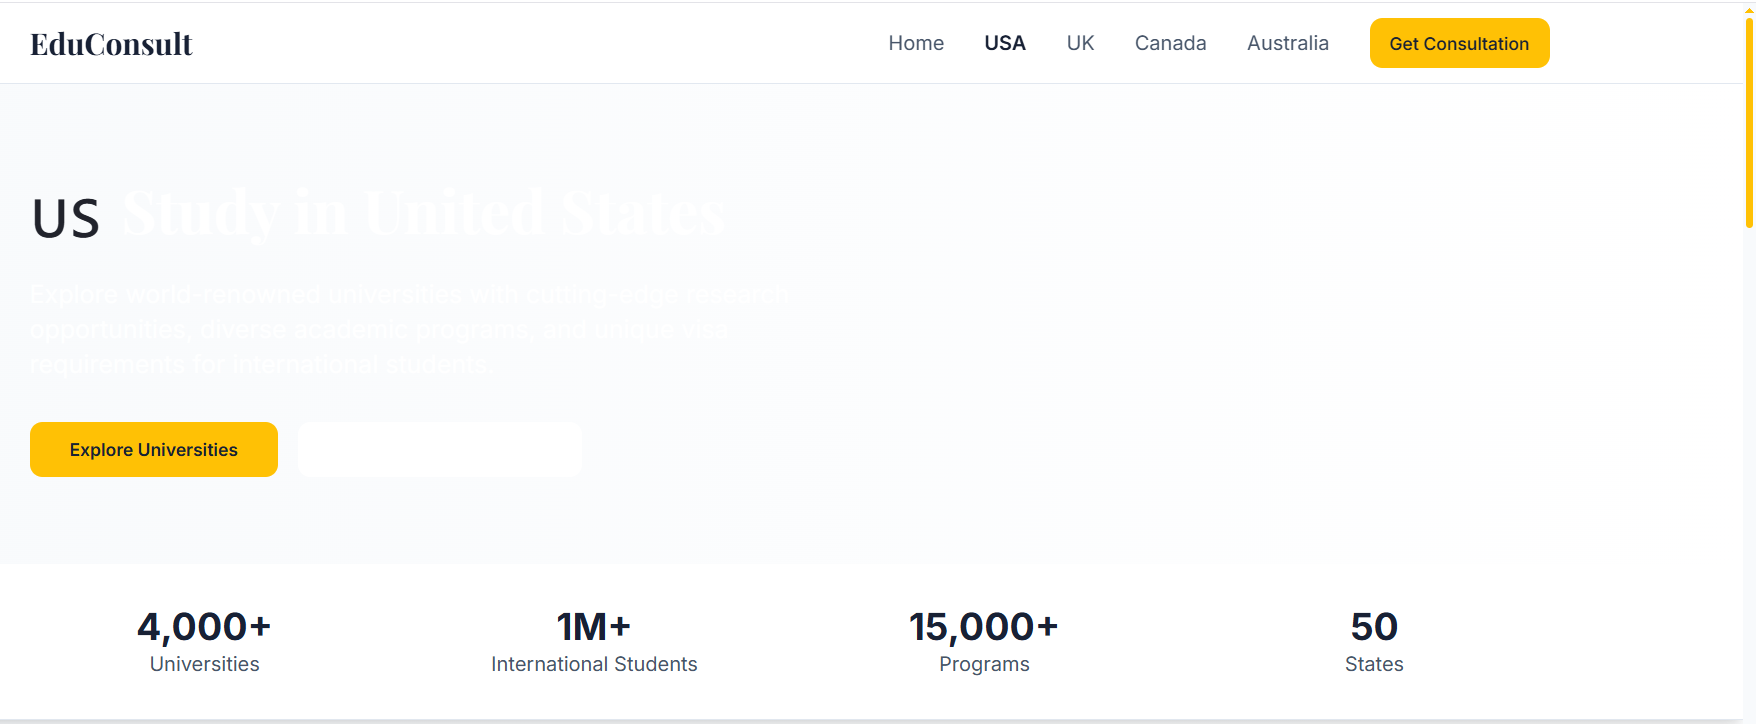 EduConsult
Home USA UK Canada Australia Get Consultation
US Study in United States
Explore world-renowned universities with cutting-edge research
opportunities, diverse academic programs, and unique visa
requirements for international students.
Explore Universities
4,000+ 1M+ 15,000+ 50
Universities International Students Programs States